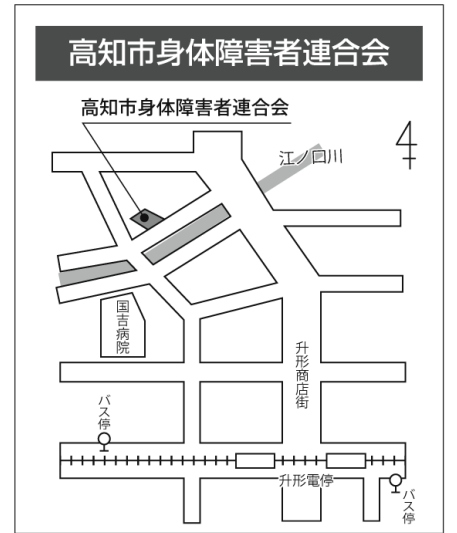 高知市身体障害者連合会
高知市身体障害者連合会
江ノ口川
国吉病院
升形商店街
バス停
升形電停
バス停